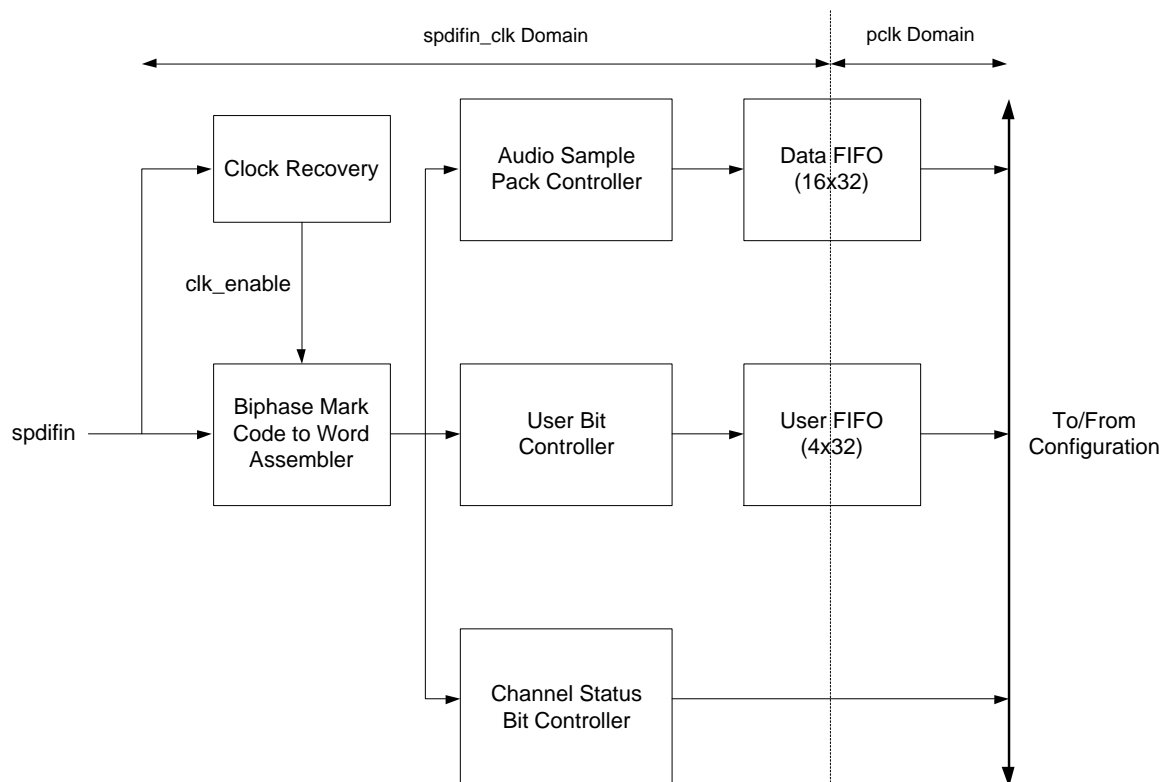 spdifin_clk Domain
pclk Domain
Clock Recovery
Audio Sample
Pack Controller
Data FIFO
(16x32)
clk_enable
spdifin
Biphase Mark
Code to Word
Assembler
User Bit
Controller
User FIFO
(4x32)
To/From
Configuration
Channel Status
Bit Controller